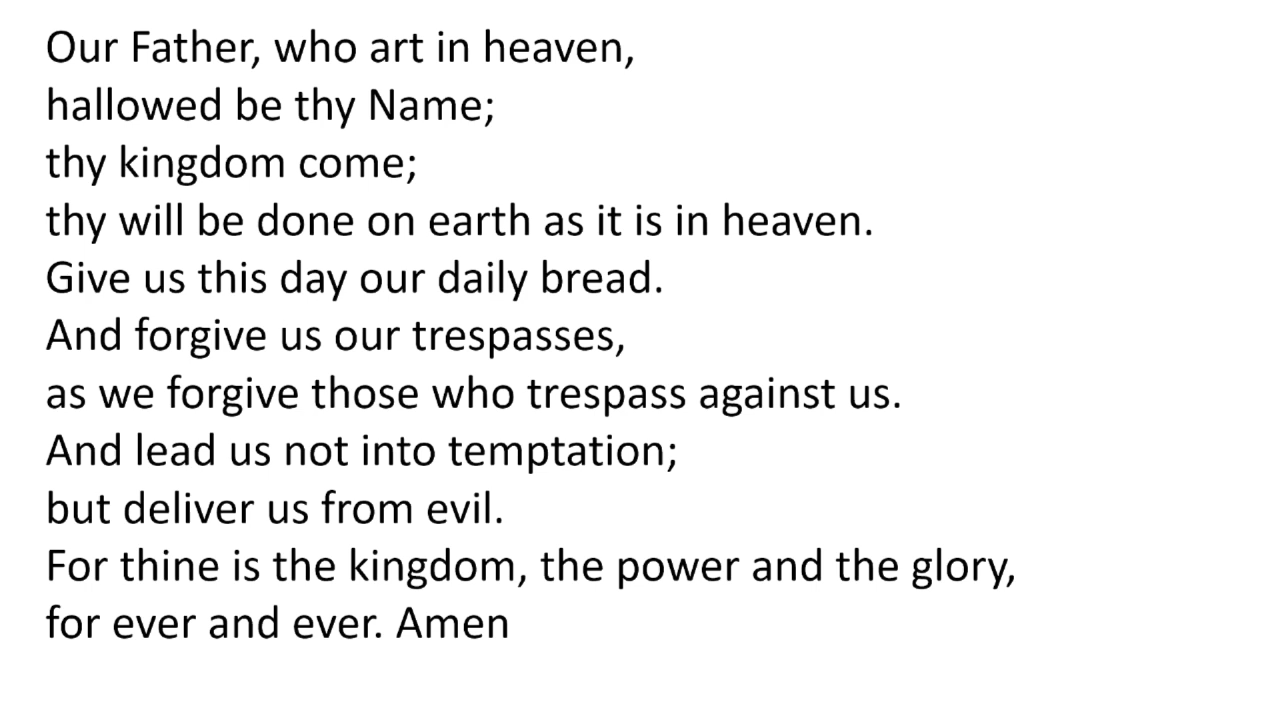 Our Father, who art in heaven,
hallowed be thy Name;
thy kingdom come;
thy will be done on earth as it is in heaven.
Give us this day our daily bread.
And forgive us our trespasses,
as we forgive those who trespass against us.
And lead us not into temptation;
but deliver us from evil.
For thine is the kingdom, the power and the glory,
for ever and ever. Amen